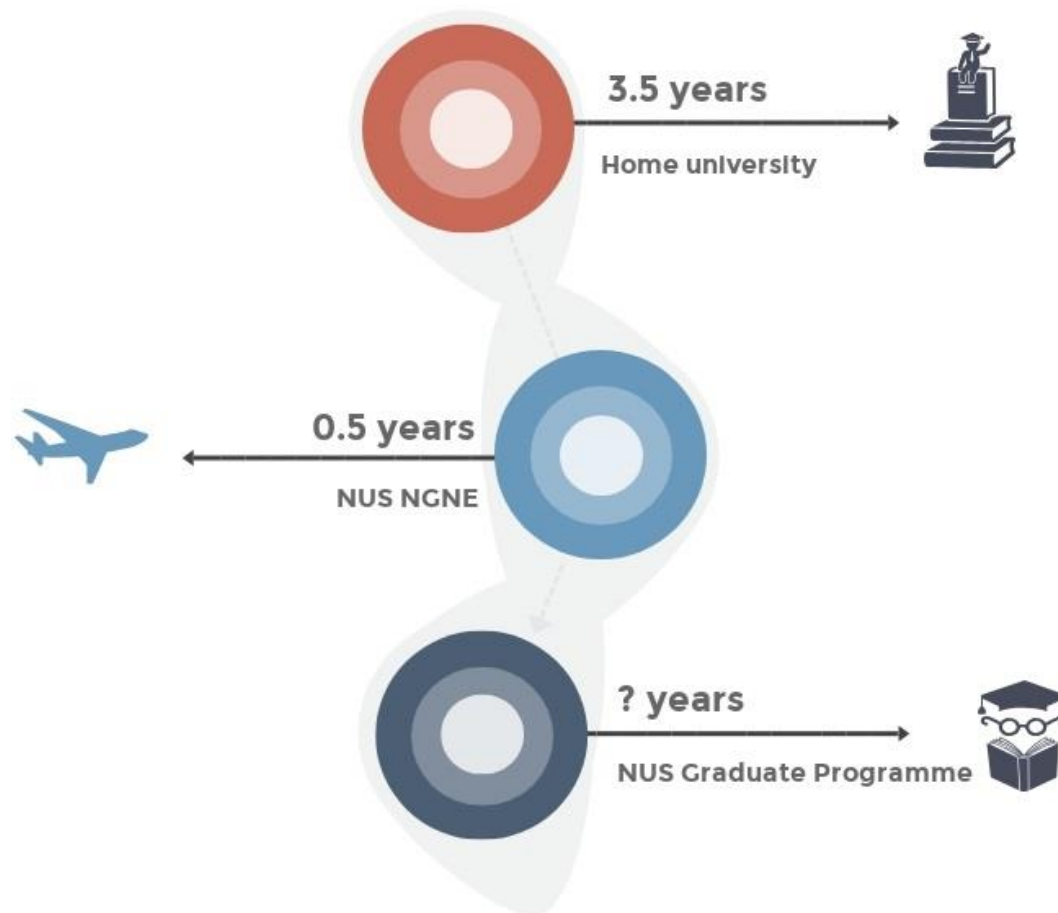 3.5 years
Home university
0.5 years
NUS NGNE
? years
NUS Graduate Programme